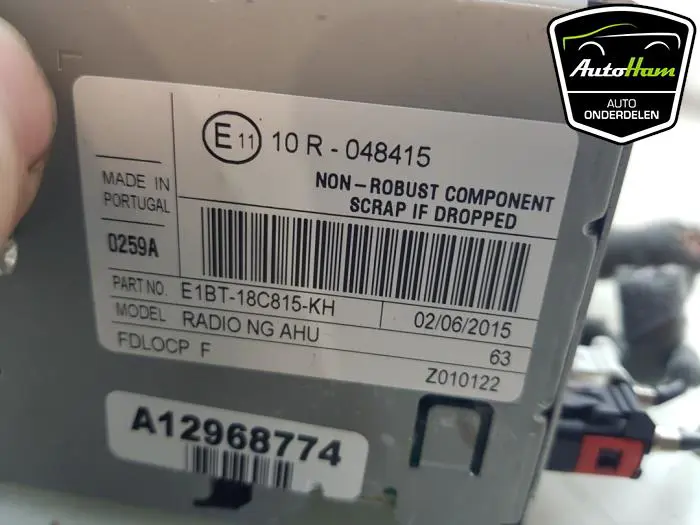 AutoHam
AUTO
ONDERDELEN
E 11 10 R - 048415
NON-ROBUST COMPONENT
SCRAP IF DROPPED
MADE IN
PORTUGAL
0259A
PART NO. E1BT-18C815-KH 02/06/2015
MODEL RADIO NG AHU 63
FDLOCP F Z010122
A12968774